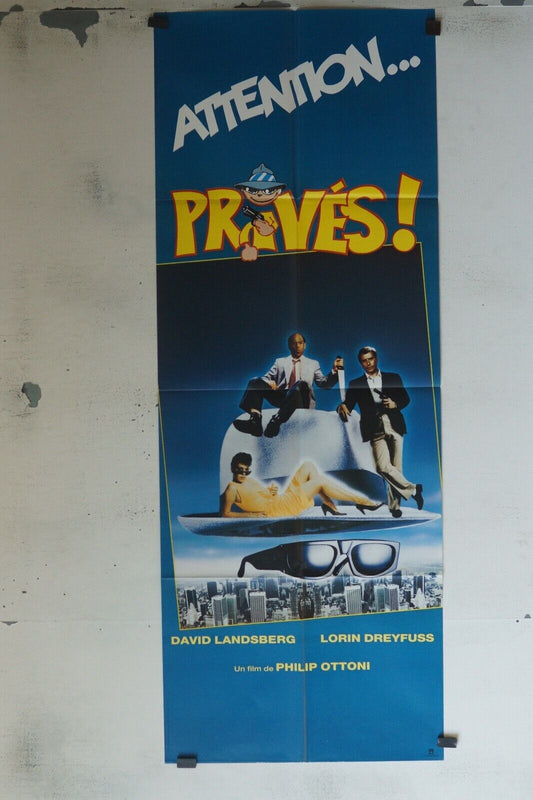 ATTENTION...
PRIVÉS!
DAVID LANDSBERG LORIN DREYFUSS
Un film de PHILIP OTTONI